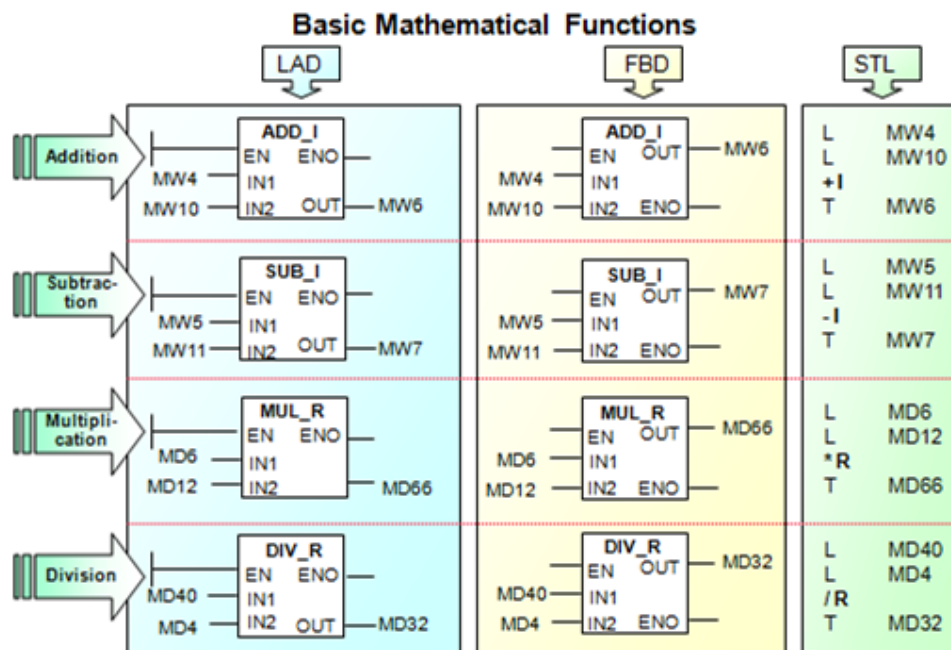 Basic Mathematical Functions
LAD
FBD
STL
Addition
ADD_I
EN ENO
MW4 IN1
MW10 IN2 OUT MW6
ADD_I
EN OUT MW6
MW4 IN1
MW10 IN2 ENO
L MW4
L MW10
+I
T MW6
Subtrac-
tion
SUB_I
EN ENO
MW5 IN1
MW11 IN2 OUT MW7
SUB_I
EN OUT MW7
MW5 IN1
MW11 IN2 ENO
L MW5
L MW11
-I
T MW7
Multipli-
cation
MUL_R
EN ENO
MD6 IN1
MD12 IN2 MD66
MUL_R
EN OUT MD66
MD6 IN1
MD12 IN2 ENO
L MD6
L MD12
*R
T MD66
Division
DIV_R
EN ENO
MD40 IN1
MD4 IN2 OUT MD32
DIV_R
EN OUT MD32
MD40 IN1
MD4 IN2 ENO
L MD40
L MD4
/R
T MD32